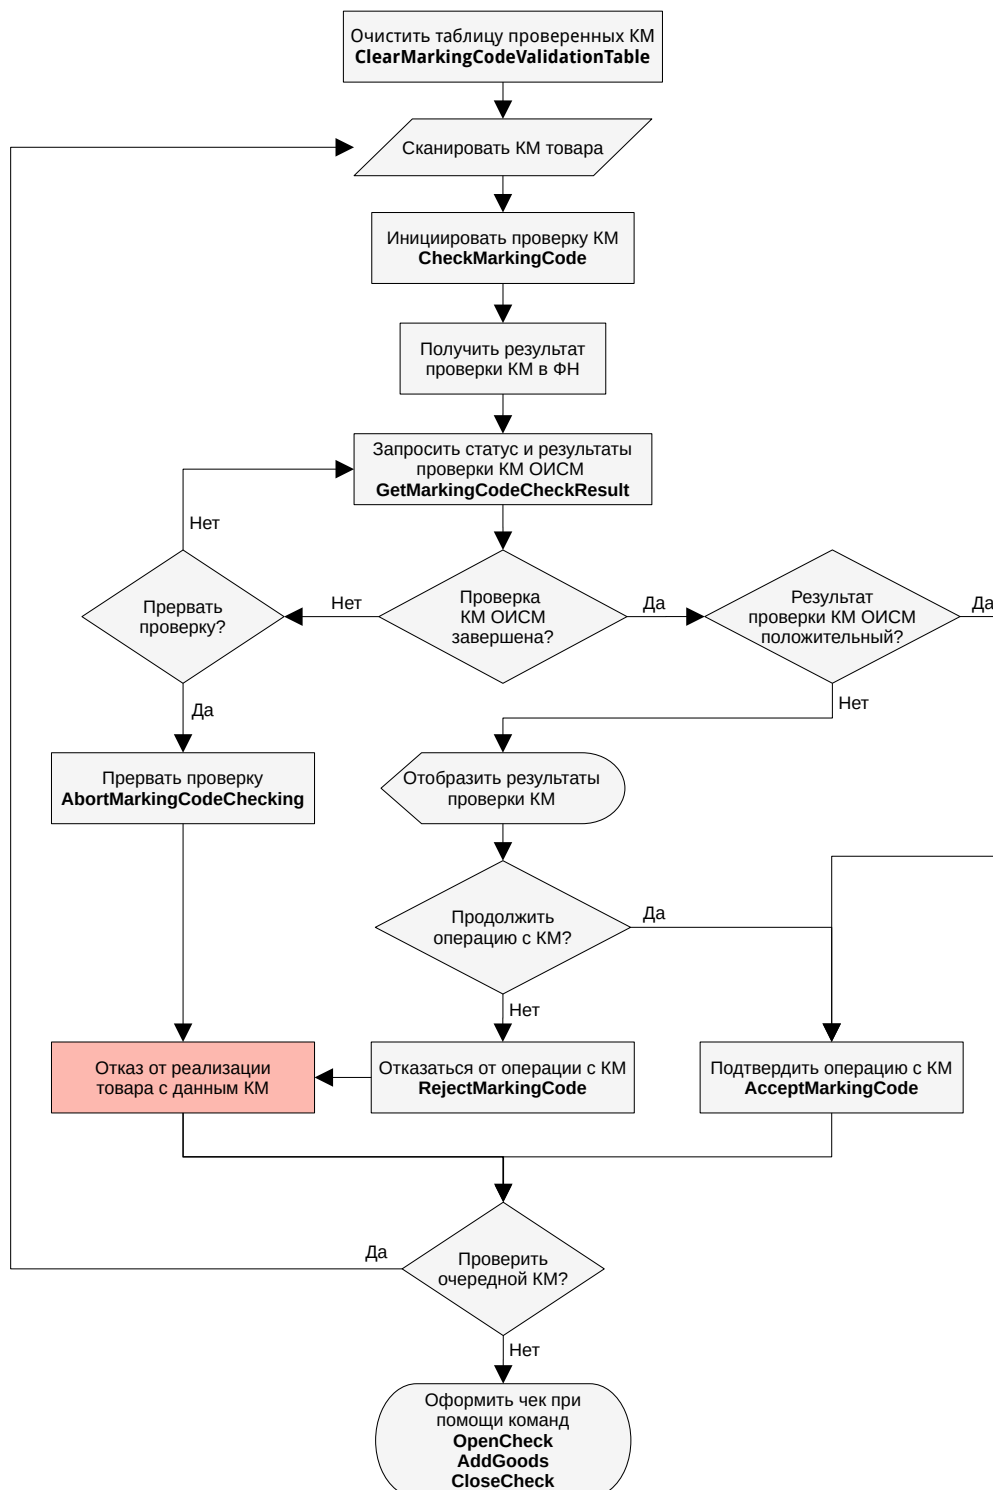 Очистить таблицу проверенных КМ
ClearMarkingCodeValidationTable
Сканировать КМ товара
Инициировать проверку КМ
CheckMarkingCode
Получить результат
проверки КМ в ФН
Запросить статус и результаты
проверки КМ ОИСМ
GetMarkingCodeCheckResult
Нет
Прервать
проверку?
Нет
Проверка
КМ ОИСМ
завершена?
Да
Результат
проверки КМ ОИСМ
положительный?
Да
Да
Нет
Прервать проверку
AbortMarkingCodeChecking
Отобразить результаты
проверки КМ
Продолжить
операцию с КМ?
Да
Нет
Отказ от реализации
товара с данным КМ
Отказаться от операции с КМ
RejectMarkingCode
Подтвердить операцию с КМ
AcceptMarkingCode
Да
Проверить
очередной КМ?
Нет
Оформить чек при
помощи команд
OpenCheck
AddGoods
CloseCheck